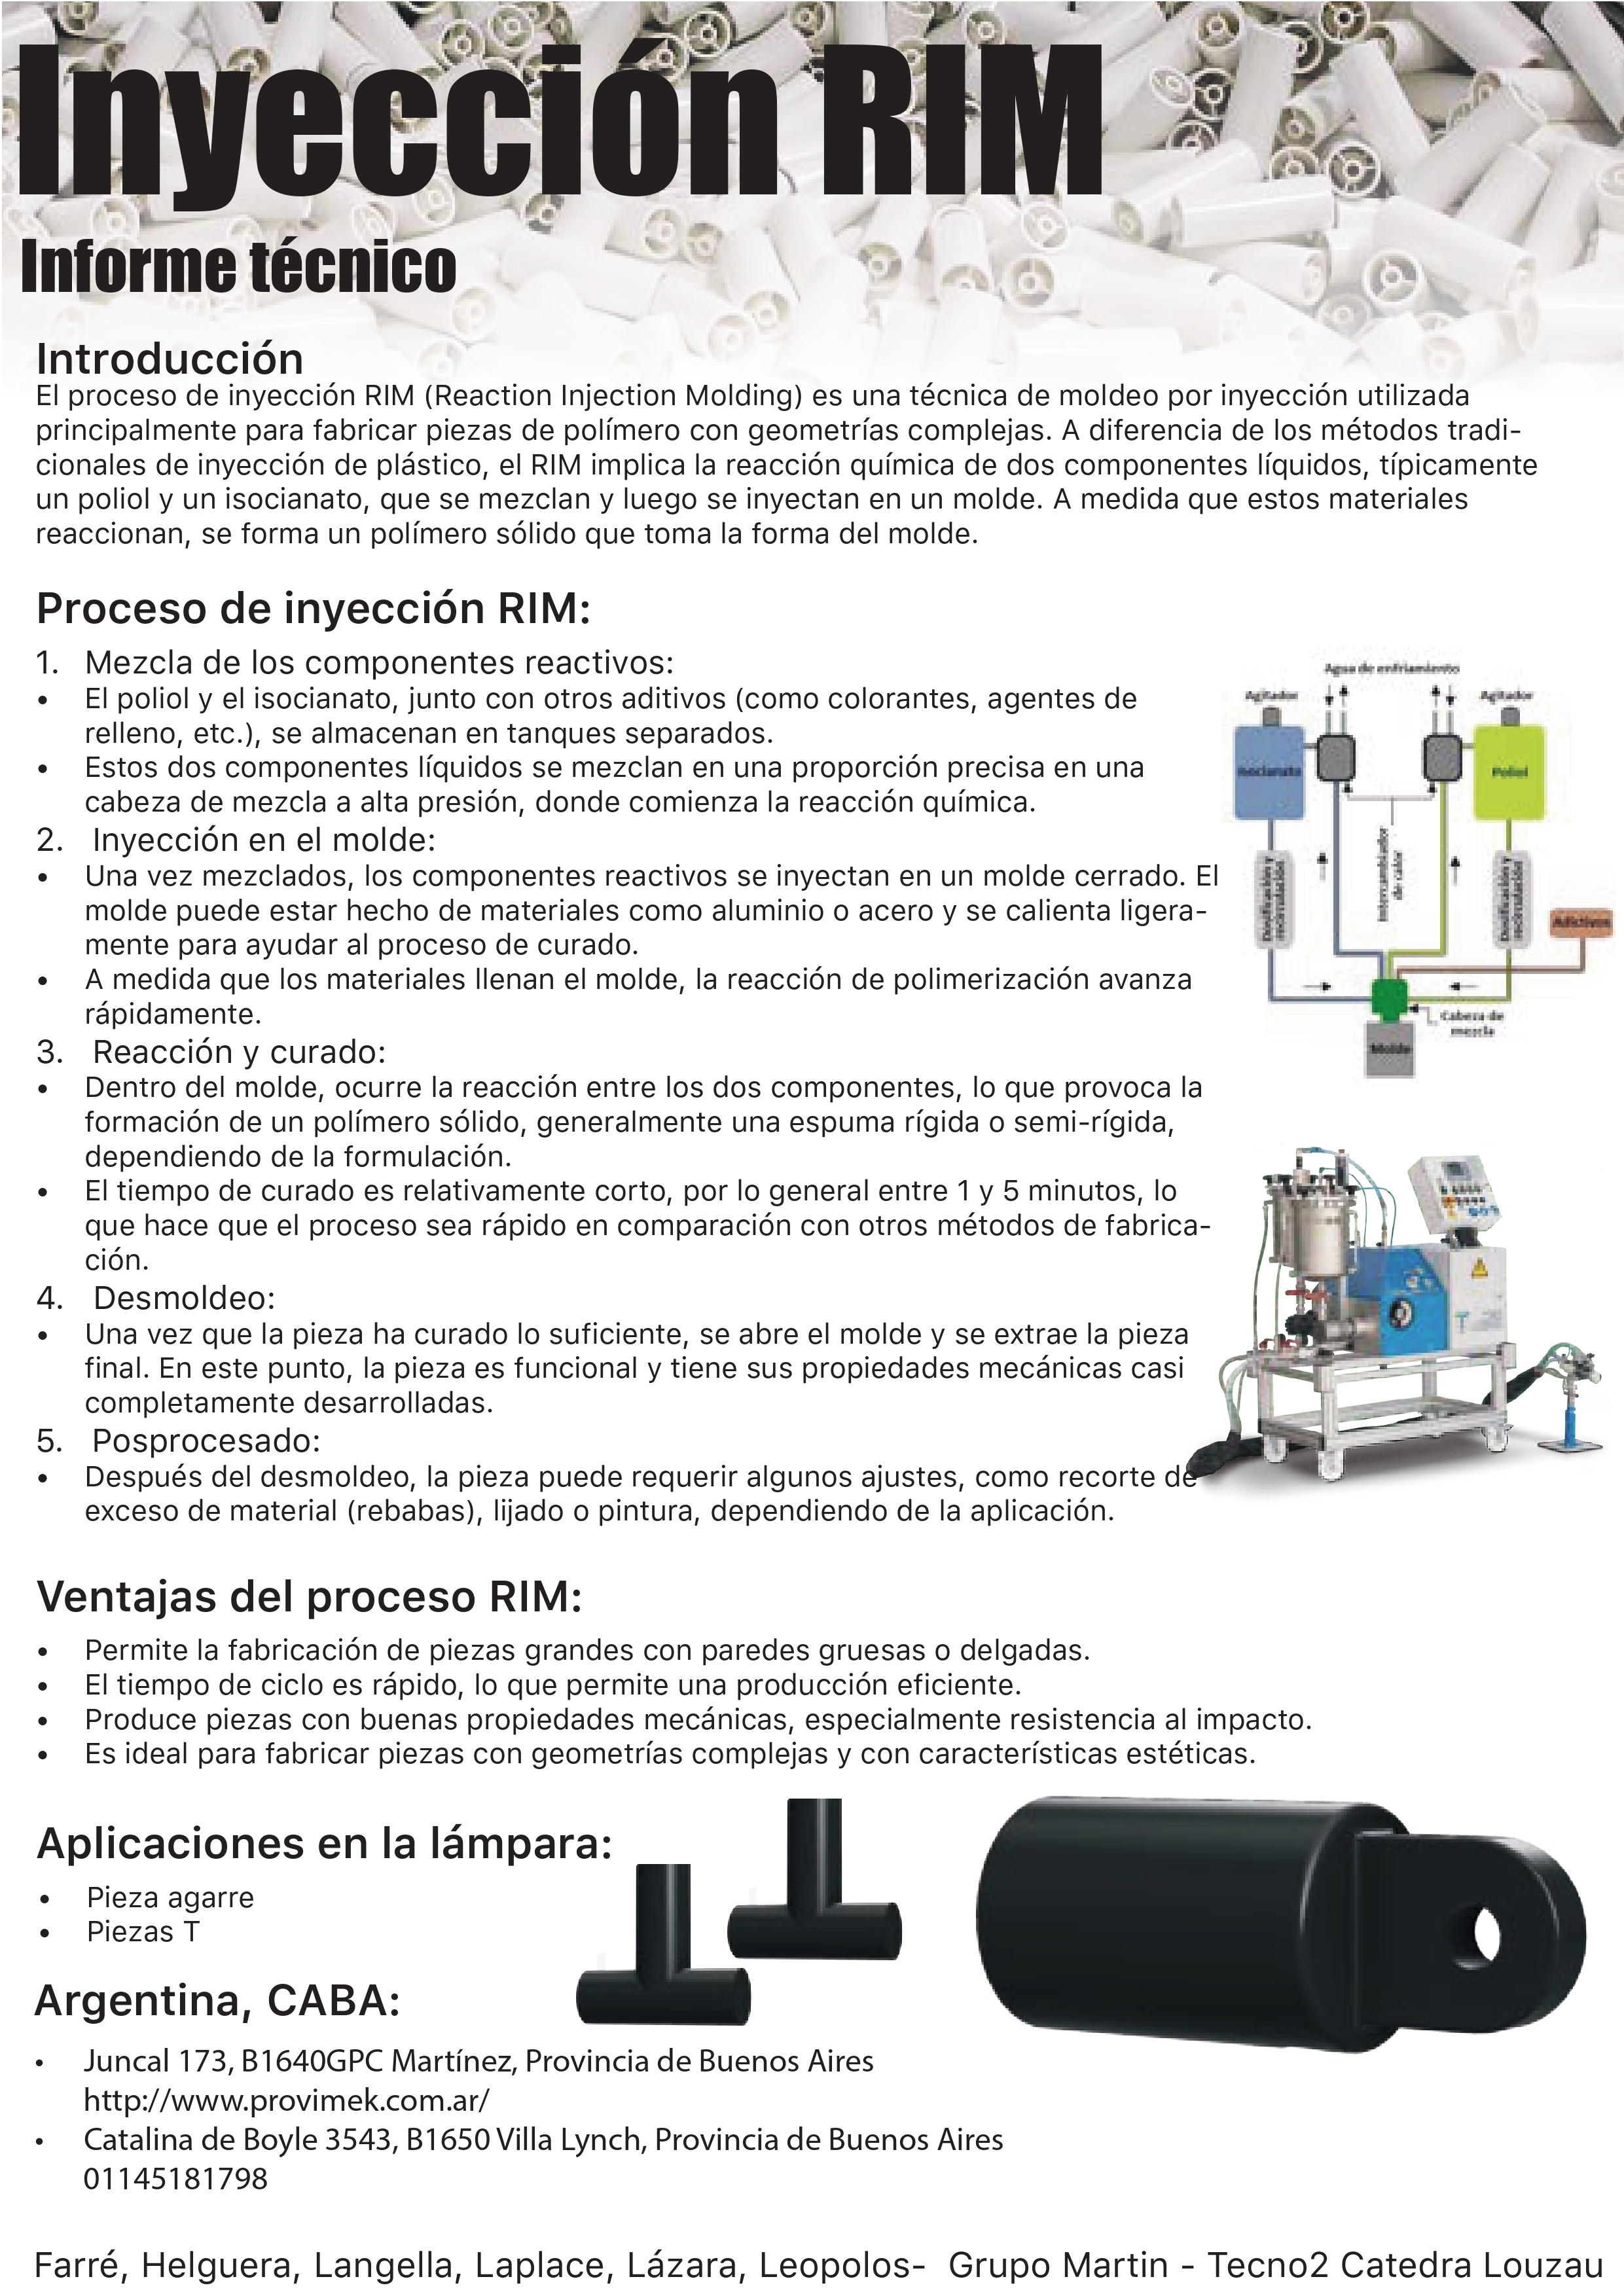 Inyección RIM
Informe técnico
Introducción
El proceso de inyección RIM (Reaction Injection Molding) es una técnica de moldeo por inyección utilizada
principalmente para fabricar piezas de polímero con geometrías complejas. A diferencia de los métodos tradi-
cionales de inyección de plástico, el RIM implica la reacción química de dos componentes líquidos, típicamente
un poliol y un isocianato, que se mezclan y luego se inyectan en un molde. A medida que estos materiales
reaccionan, se forma un polímero sólido que toma la forma del molde.
Proceso de inyección RIM:
1. Mezcla de los componentes reactivos:
• El poliol y el isocianato, junto con otros aditivos (como colorantes, agentes de
relleno, etc.), se almacenan en tanques separados.
• Estos dos componentes líquidos se mezclan en una proporción precisa en una
cabeza de mezcla a alta presión, donde comienza la reacción química.
2. Inyección en el molde:
• Una vez mezclados, los componentes reactivos se inyectan en un molde cerrado. El
molde puede estar hecho de materiales como aluminio o acero y se calienta ligera-
mente para ayudar al proceso de curado.
• A medida que los materiales llenan el molde, la reacción de polimerización avanza
rápidamente.
3. Reacción y curado:
• Dentro del molde, ocurre la reacción entre los dos componentes, lo que provoca la
formación de un polímero sólido, generalmente una espuma rígida o semi-rígida,
dependiendo de la formulación.
• El tiempo de curado es relativamente corto, por lo general entre 1 y 5 minutos, lo
que hace que el proceso sea rápido en comparación con otros métodos de fabrica-
ción.
4. Desmoldeo:
• Una vez que la pieza ha curado lo suficiente, se abre el molde y se extrae la pieza
final. En este punto, la pieza es funcional y tiene sus propiedades mecánicas casi
completamente desarrolladas.
5. Posprocesado:
• Después del desmoldeo, la pieza puede requerir algunos ajustes, como recorte de
exceso de material (rebabas), lijado o pintura, dependiendo de la aplicación.
Agua de enfriamiento
Agitador
Agitador
Isocianato
Poliol
Intercambiador
de calor
Dosificación y
recirculación
Dosificación y
recirculación
Adictivos
Cabeza de
mezcla
Molde
Ventajas del proceso RIM:
• Permite la fabricación de piezas grandes con paredes gruesas o delgadas.
• El tiempo de ciclo es rápido, lo que permite una producción eficiente.
• Produce piezas con buenas propiedades mecánicas, especialmente resistencia al impacto.
• Es ideal para fabricar piezas con geometrías complejas y con características estéticas.
Aplicaciones en la lámpara:
• Pieza agarre
• Piezas T
Argentina, CABA:
• Juncal 173, B1640GPC Martínez, Provincia de Buenos Aires
http://www.provimek.com.ar/
• Catalina de Boyle 3543, B1650 Villa Lynch, Provincia de Buenos Aires
01145181798
Farré, Helguera, Langella, Laplace, Lázara, Leopolos- Grupo Martin - Tecno2 Catedra Louzau